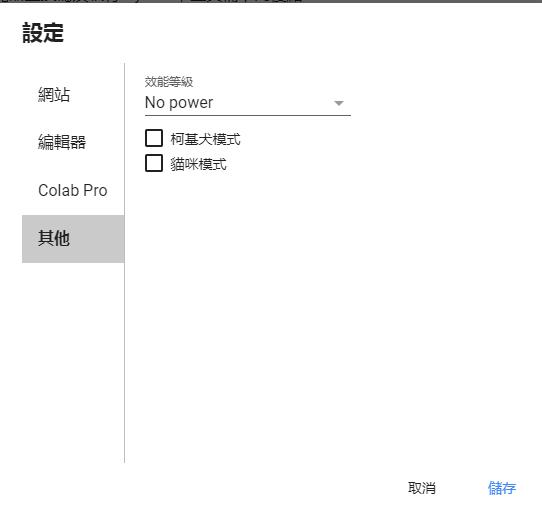 設定
網站
編輯器
Colab Pro
其他
效能等級
No power
柯基犬模式
貓咪模式
取消
儲存